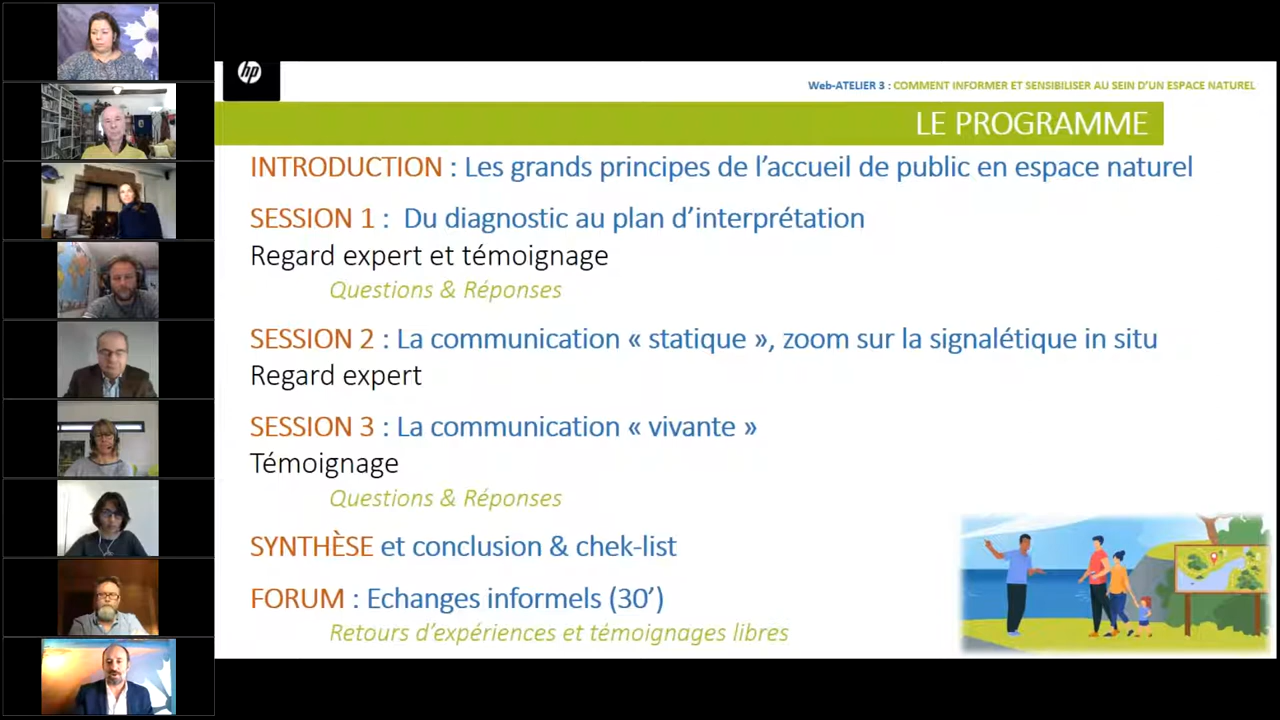 hp
Web-ATELIER 3 : COMMENT INFORMER ET SENSIBILISER AU SEIN D'UN ESPACE NATUREL
LE PROGRAMME
INTRODUCTION : Les grands principes de l’accueil de public en espace naturel
SESSION 1 : Du diagnostic au plan d’interprétation
Regard expert et témoignage
Questions & Réponses
SESSION 2 : La communication « statique », zoom sur la signalétique in situ
Regard expert
SESSION 3 : La communication « vivante »
Témoignage
Questions & Réponses
SYNTHÈSE et conclusion & chek-list
FORUM : Echanges informels (30’)
Retours d’expériences et témoignages libres